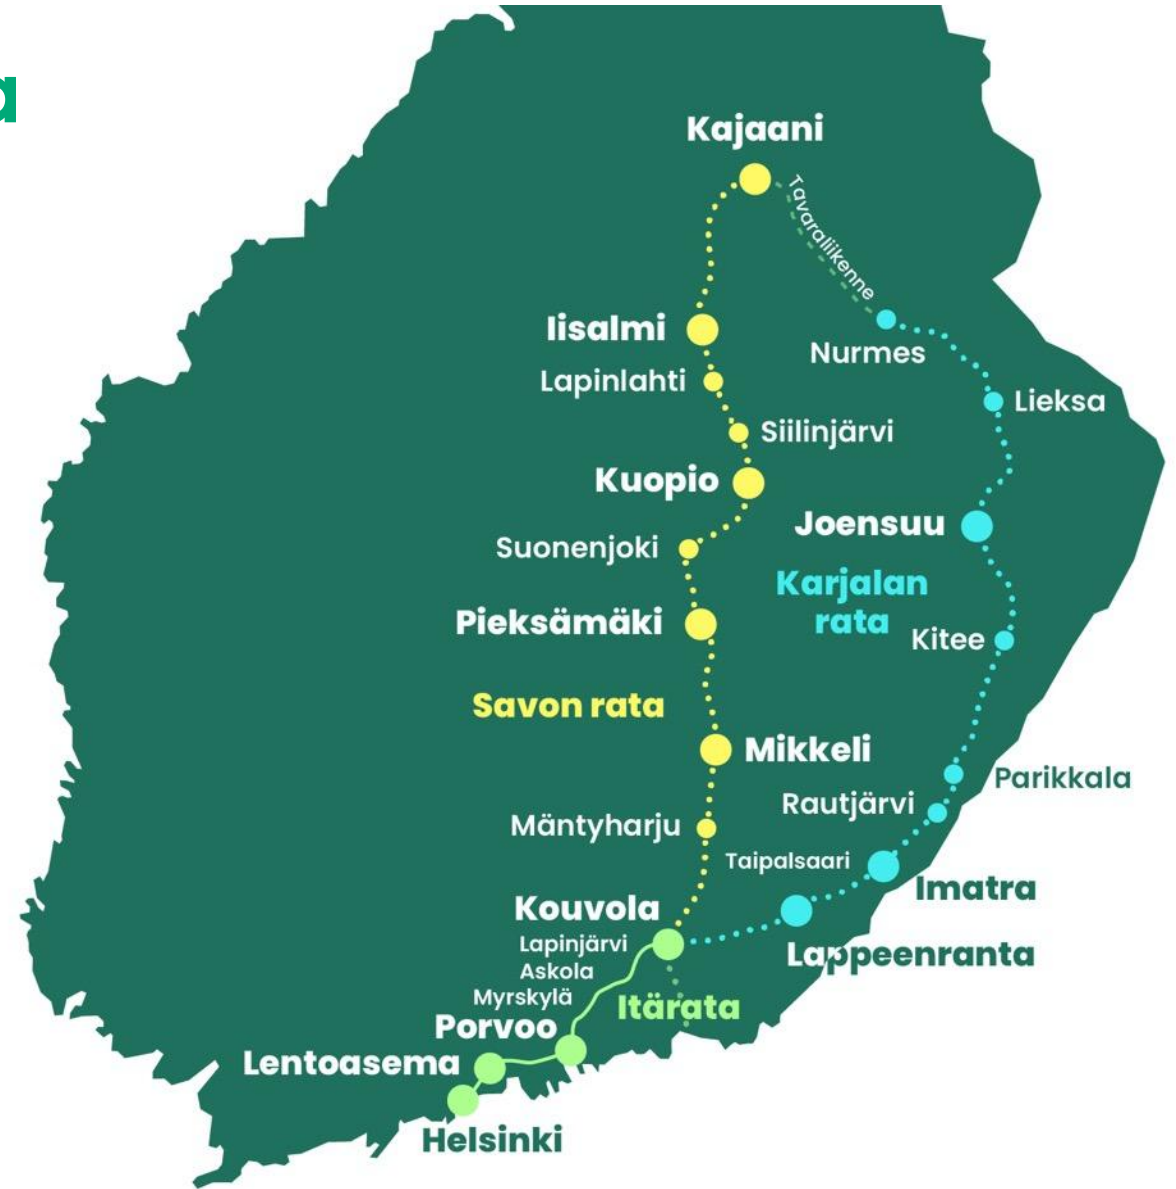 a
Kajaani
Tavaraliikenne
Iisalmi
Nurmes
Lapinlahti
Lieksa
Siilinjärvi
Kuopio
Joensuu
Suonenjoki
Karjalan
rata
Pieksämäki
Kitee
Savon rata
Mikkeli
Parikkala
Rautjärvi
Mäntyharju
Taipalsaari
Imatra
Kouvola
Lapinjärvi
Lappeenranta
Askola
Myrskylä
Itärata
Porvoo
Lentoasema
Helsinki